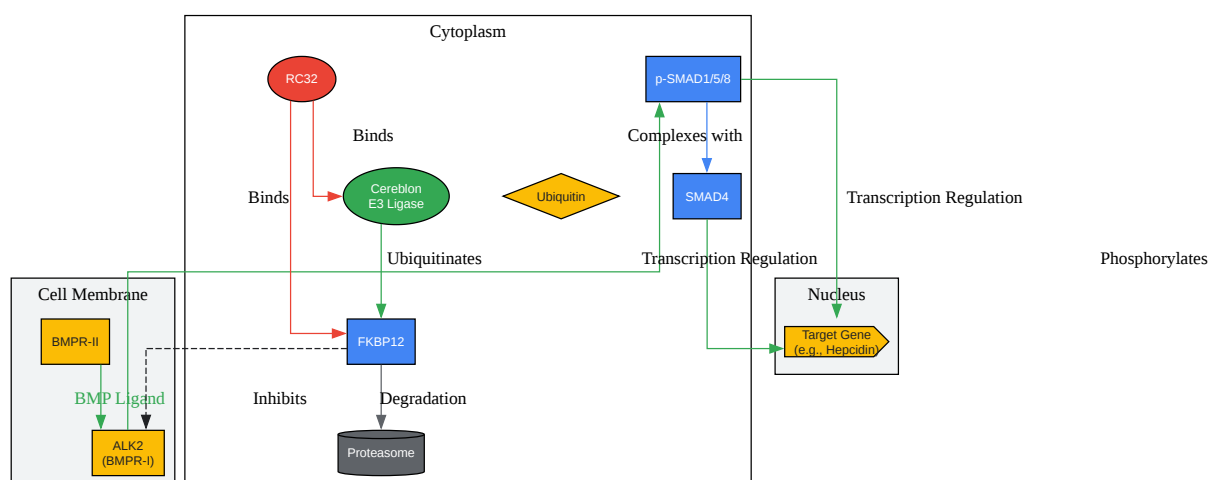 Cytoplasm
RC32
p-SMAD1/5/8
Binds
Complexes with
Binds
Cereblon
E3 Ligase
Ubiquitin
SMAD4
Transcription Regulation
Ubiquitinates
Transcription Regulation
Phosphorylates
Cell Membrane
Nucleus
BMPR-II
FKBP12
Target Gene
(e.g., Hepcidin)
BMP Ligand
Inhibits
Degradation
ALK2
(BMPR-I)
Proteasome